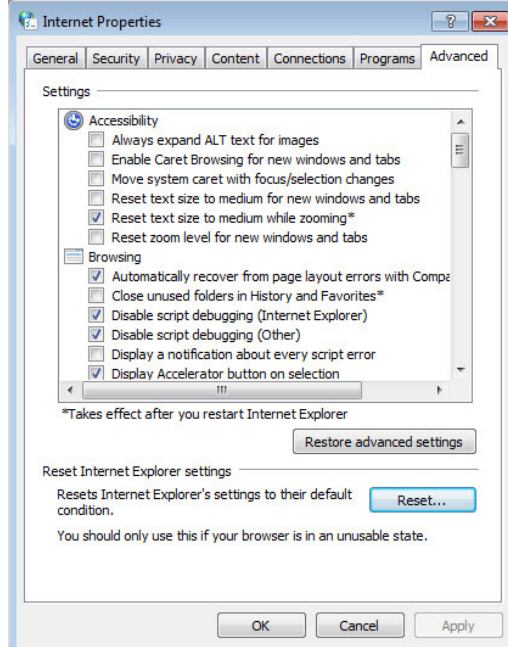 Internet Properties
General Security Privacy Content Connections Programs Advanced
Settings
Accessibility
Always expand ALT text for images
Enable Caret Browsing for new windows and tabs
Move system caret with focus/selection changes
Reset text size to medium for new windows and tabs
Reset text size to medium while zooming*
Reset zoom level for new windows and tabs
Browsing
Automatically recover from page layout errors with Compa
Close unused folders in History and Favorites*
Disable script debugging (Internet Explorer)
Disable script debugging (Other)
Display a notification about every script error
Display Accelerator button on selection
*Takes effect after you restart Internet Explorer
Restore advanced settings
Reset Internet Explorer settings
Resets Internet Explorer's settings to their default
condition.
Reset...
You should only use this if your browser is in an unusable state.
OK Cancel Apply